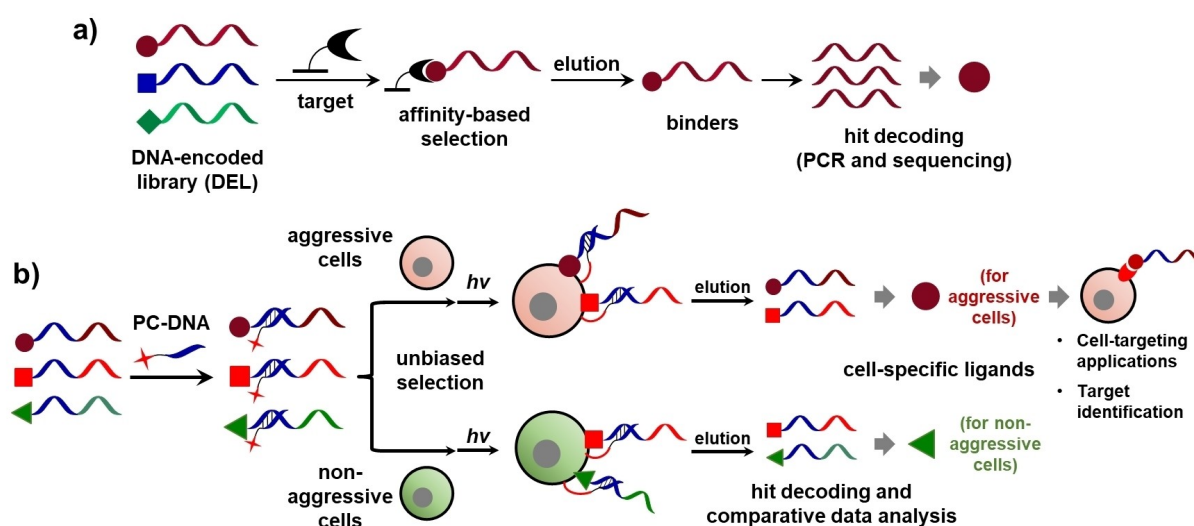 a)
target
elution
DNA-encoded
library (DEL)
affinity-based
selection
binders
hit decoding
(PCR and sequencing)
b)
PC-DNA
aggressive
cells
hv
unbiased
selection
non-
aggressive
cells
hv
elution
(for
aggressive
cells)
cell-specific ligands
• Cell-targeting
applications
• Target
identification
elution
(for non-
aggressive
cells)
hit decoding and
comparative data analysis